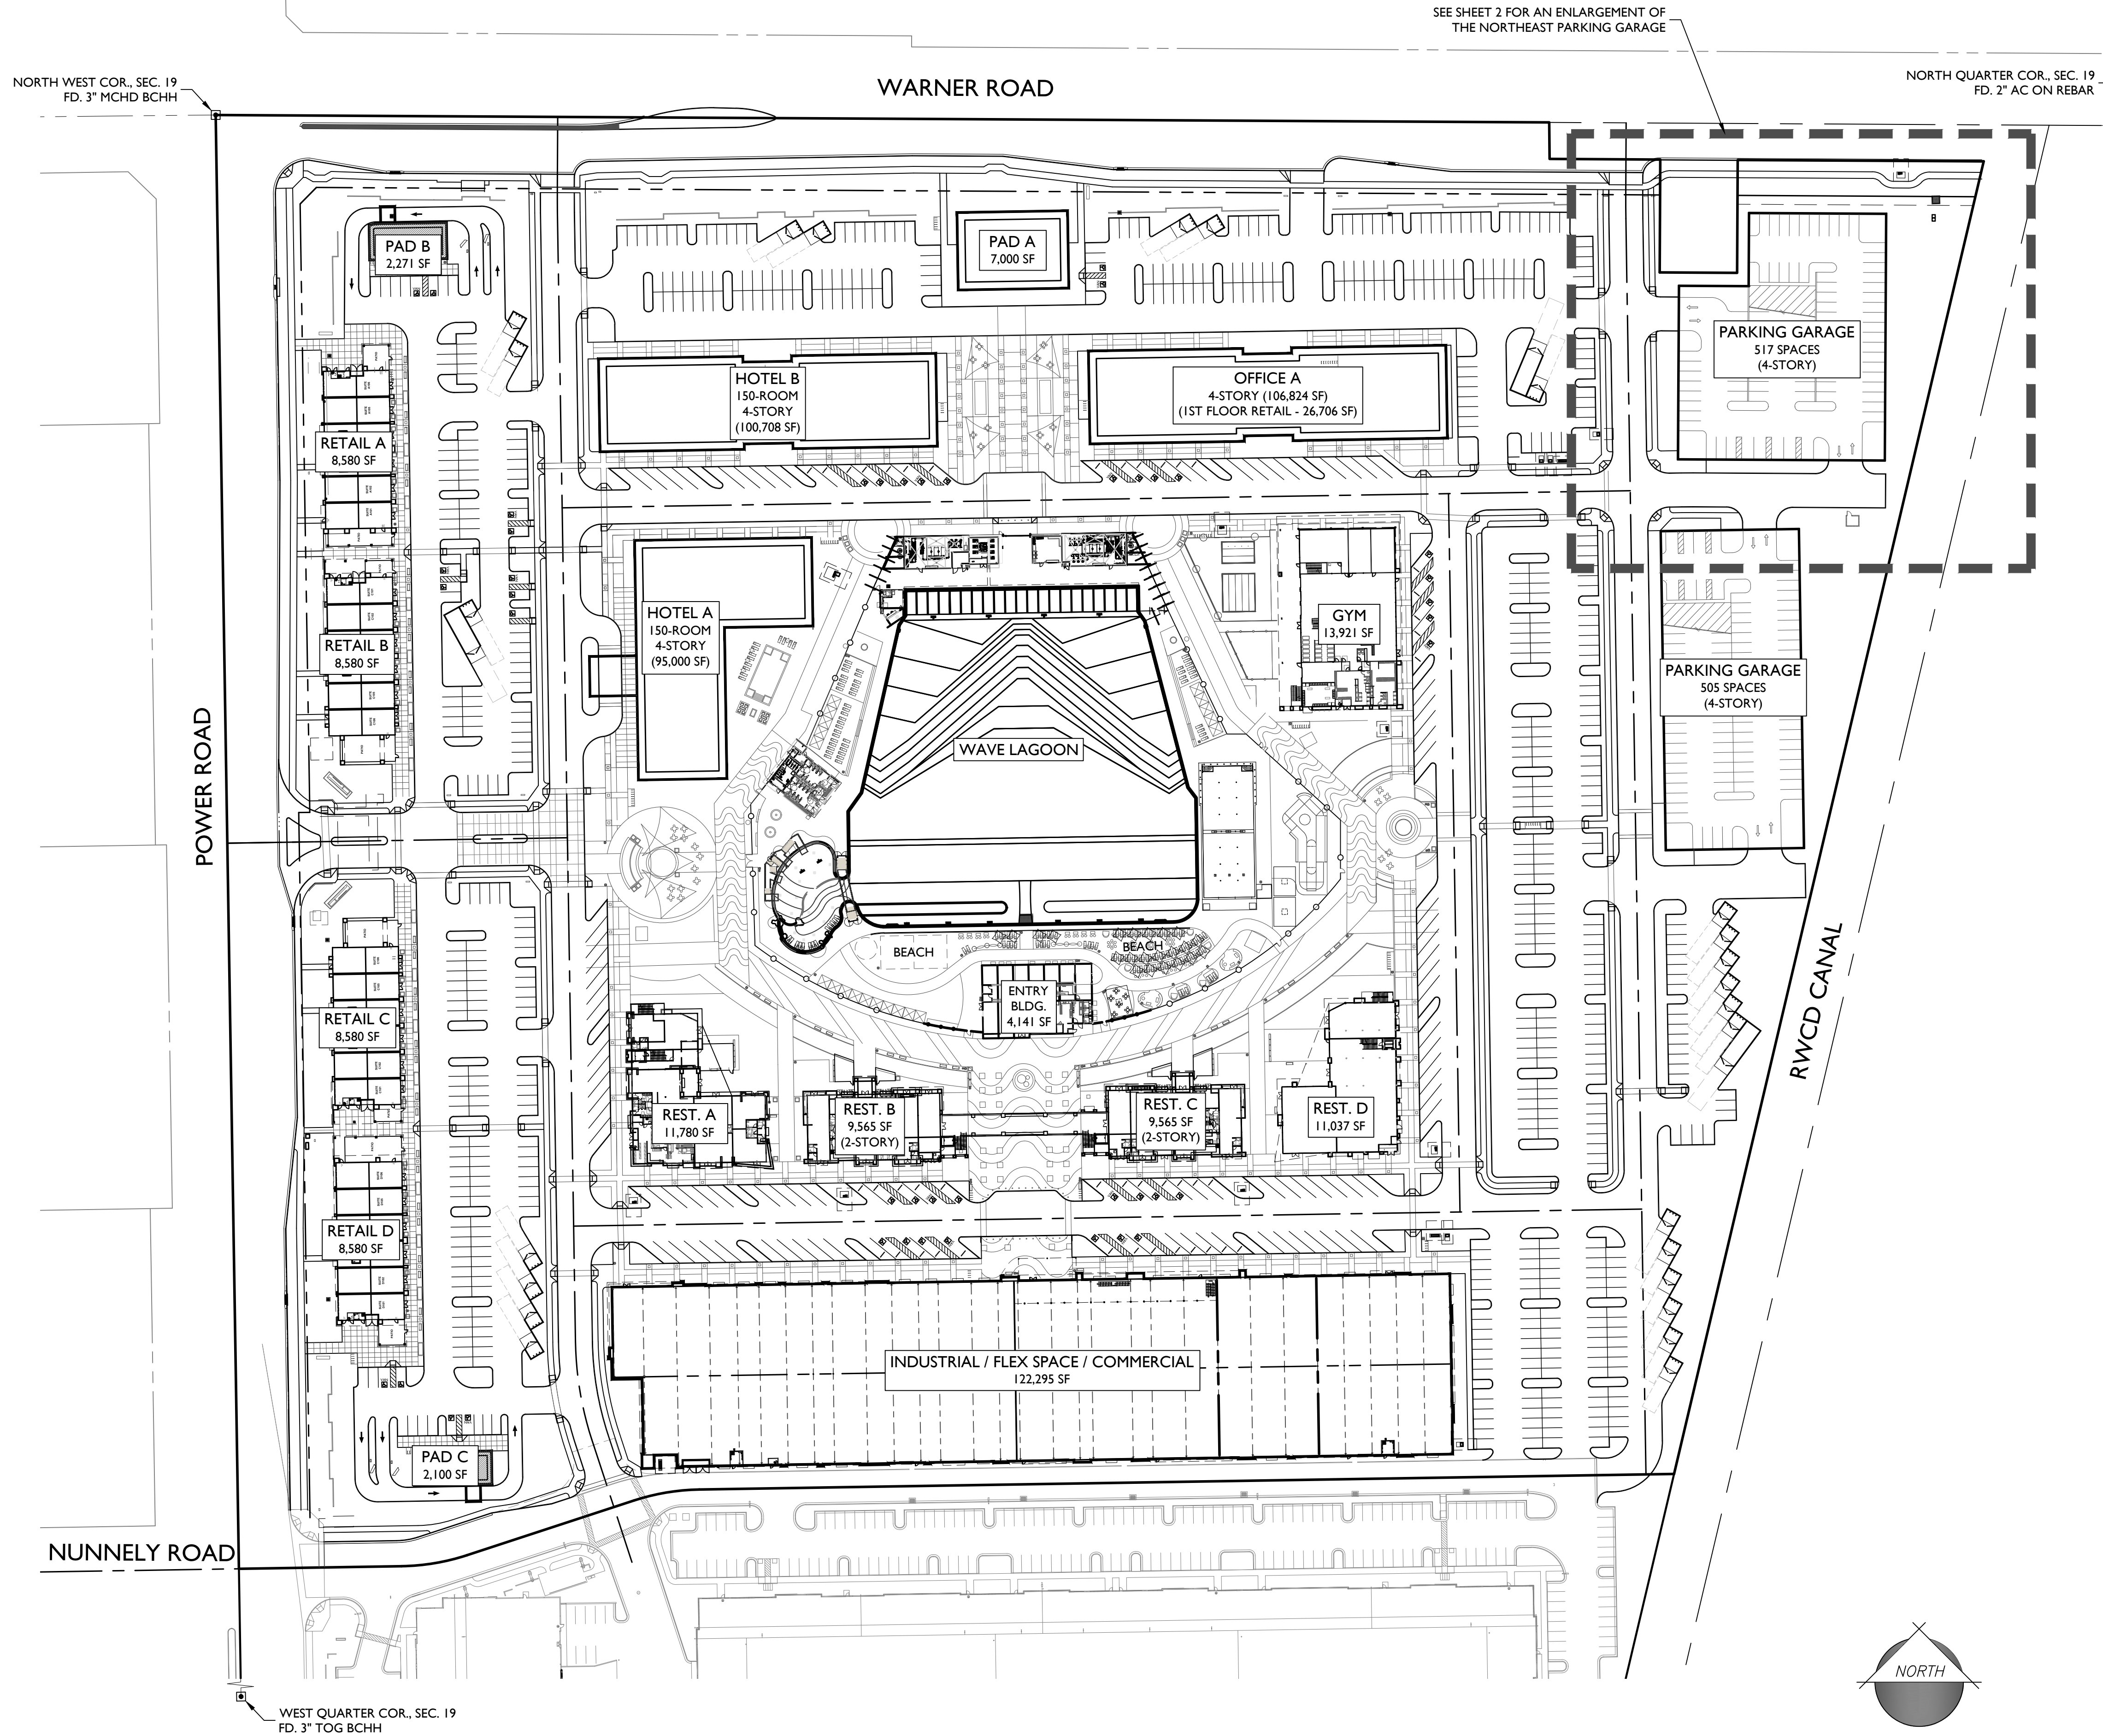 SEE SHEET 2 FOR AN ENLARGEMENT OF
THE NORTHEAST PARKING GARAGE
NORTH WEST COR., SEC. 19
FD. 3" MCHD BCHH
WARNER ROAD
NORTH QUARTER COR., SEC. 19
FD. 2" AC ON REBAR
PAD B
2,271 SF
PAD A
7,000 SF
PARKING GARAGE
517 SPACES
(4-STORY)
HOTEL B
150-ROOM
4-STORY
(100,708 SF)
OFFICE A
4-STORY (106,824 SF)
(1ST FLOOR RETAIL - 26,706 SF)
RETAIL A
8,580 SF
HOTEL A
150-ROOM
4-STORY
(95,000 SF)
GYM
13,921 SF
RETAIL B
8,580 SF
PARKING GARAGE
505 SPACES
(4-STORY)
WAVE LAGOON
POWER ROAD
BEACH
BEACH
ENTRY
BLDG.
4,141 SF
RWCD CANAL
RETAIL C
8,580 SF
REST. A
11,780 SF
REST. B
9,565 SF
(2-STORY)
REST. C
9,565 SF
(2-STORY)
REST. D
11,037 SF
RETAIL D
8,580 SF
INDUSTRIAL / FLEX SPACE / COMMERCIAL
122,295 SF
PAD C
2,100 SF
NUNNELY ROAD
NORTH
WEST QUARTER COR., SEC. 19
FD. 3" TOG BCHH